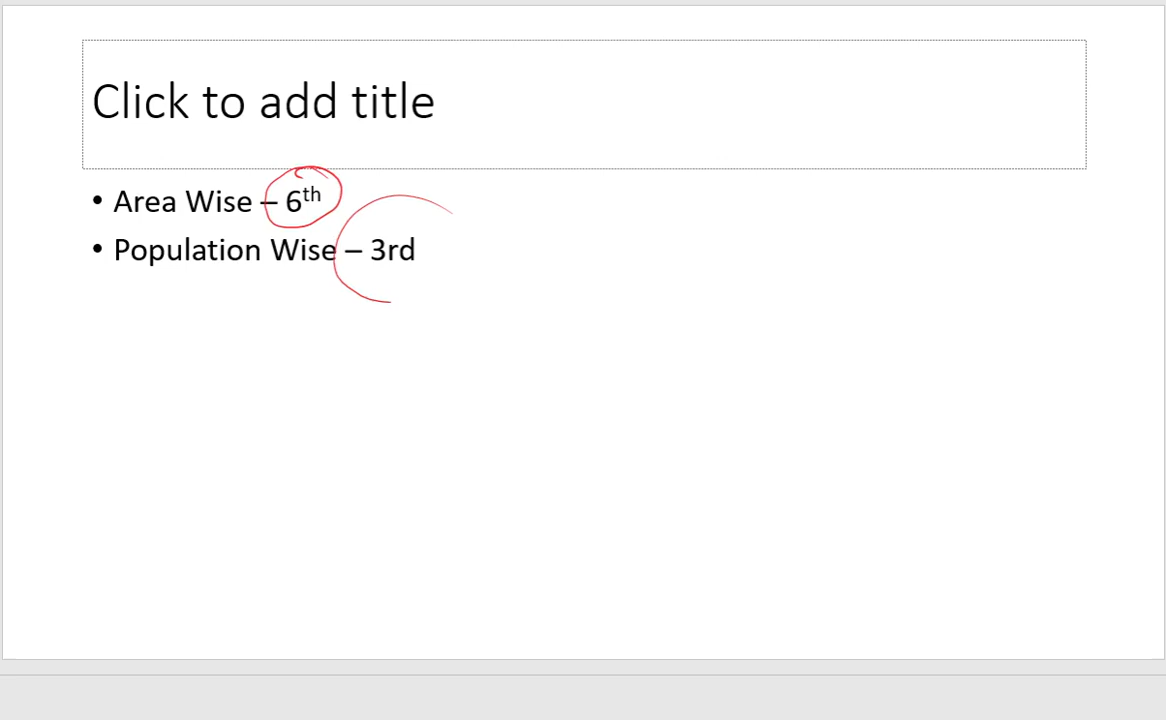 Click to add title
• Area Wise – 6th
• Population Wise – 3rd